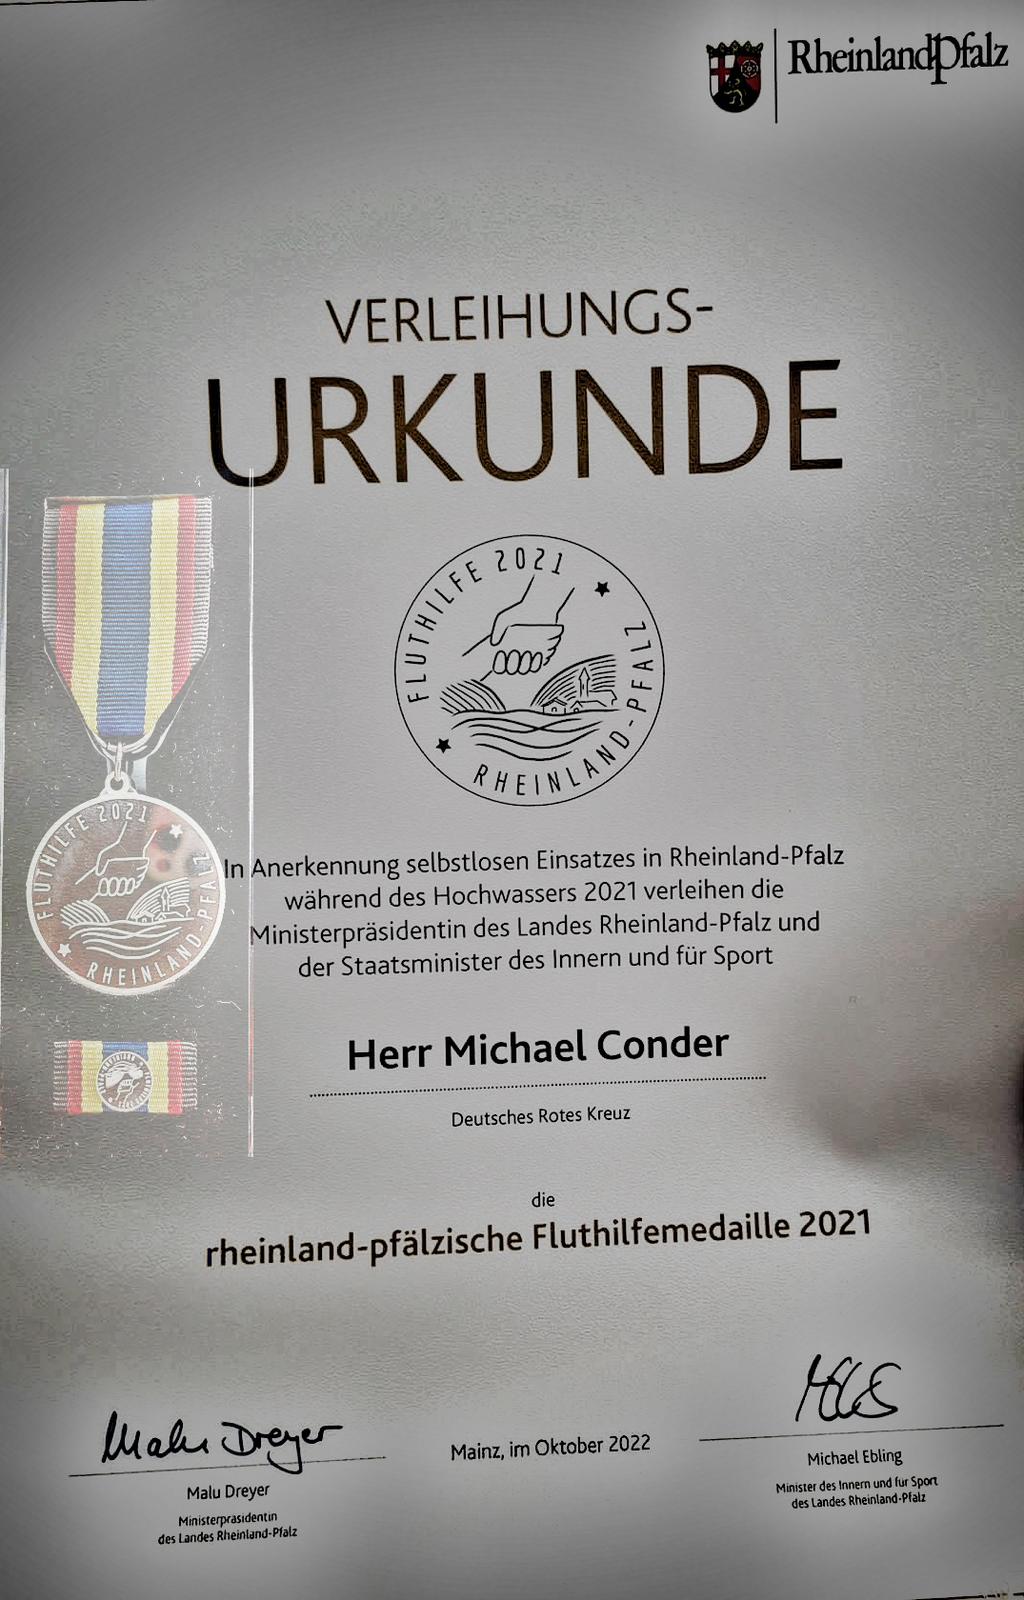 RheinlandPfalz
VERLEIHUNGS-
URKUNDE
FLUTHILFE 2021
RHEINLAND-PFALZ
FLUTHILFE 2021
RHEINLAND-PFALZ
In Anerkennung selbstlosen Einsatzes in Rheinland-Pfalz
während des Hochwassers 2021 verleihen die
Ministerpräsidentin des Landes Rheinland-Pfalz und
der Staatsminister des Innern und für Sport
Herr Michael Conder
Deutsches Rotes Kreuz
die
rheinland-pfälzische Fluthilfemedaille 2021
Malu Dreyer
Mainz, im Oktober 2022
Malu Dreyer
Ministerpräsidentin
des Landes Rheinland-Pfalz
Michael Ebling
Minister des Innern und für Sport
des Landes Rheinland-Pfalz